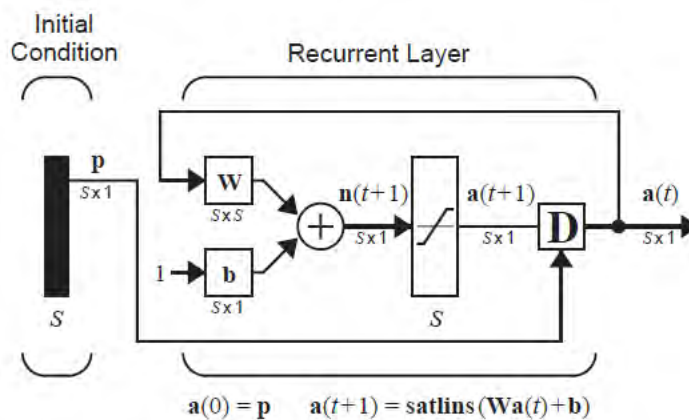 Initial
Condition
Recurrent Layer
p
S x 1
W
S x S
n(t+1)
S x 1
a(t+1)
S x 1
D
a(t)
S x 1
1
b
S x 1
S
S
a(0) = p a(t+1) = satlins(Wa(t)+b)